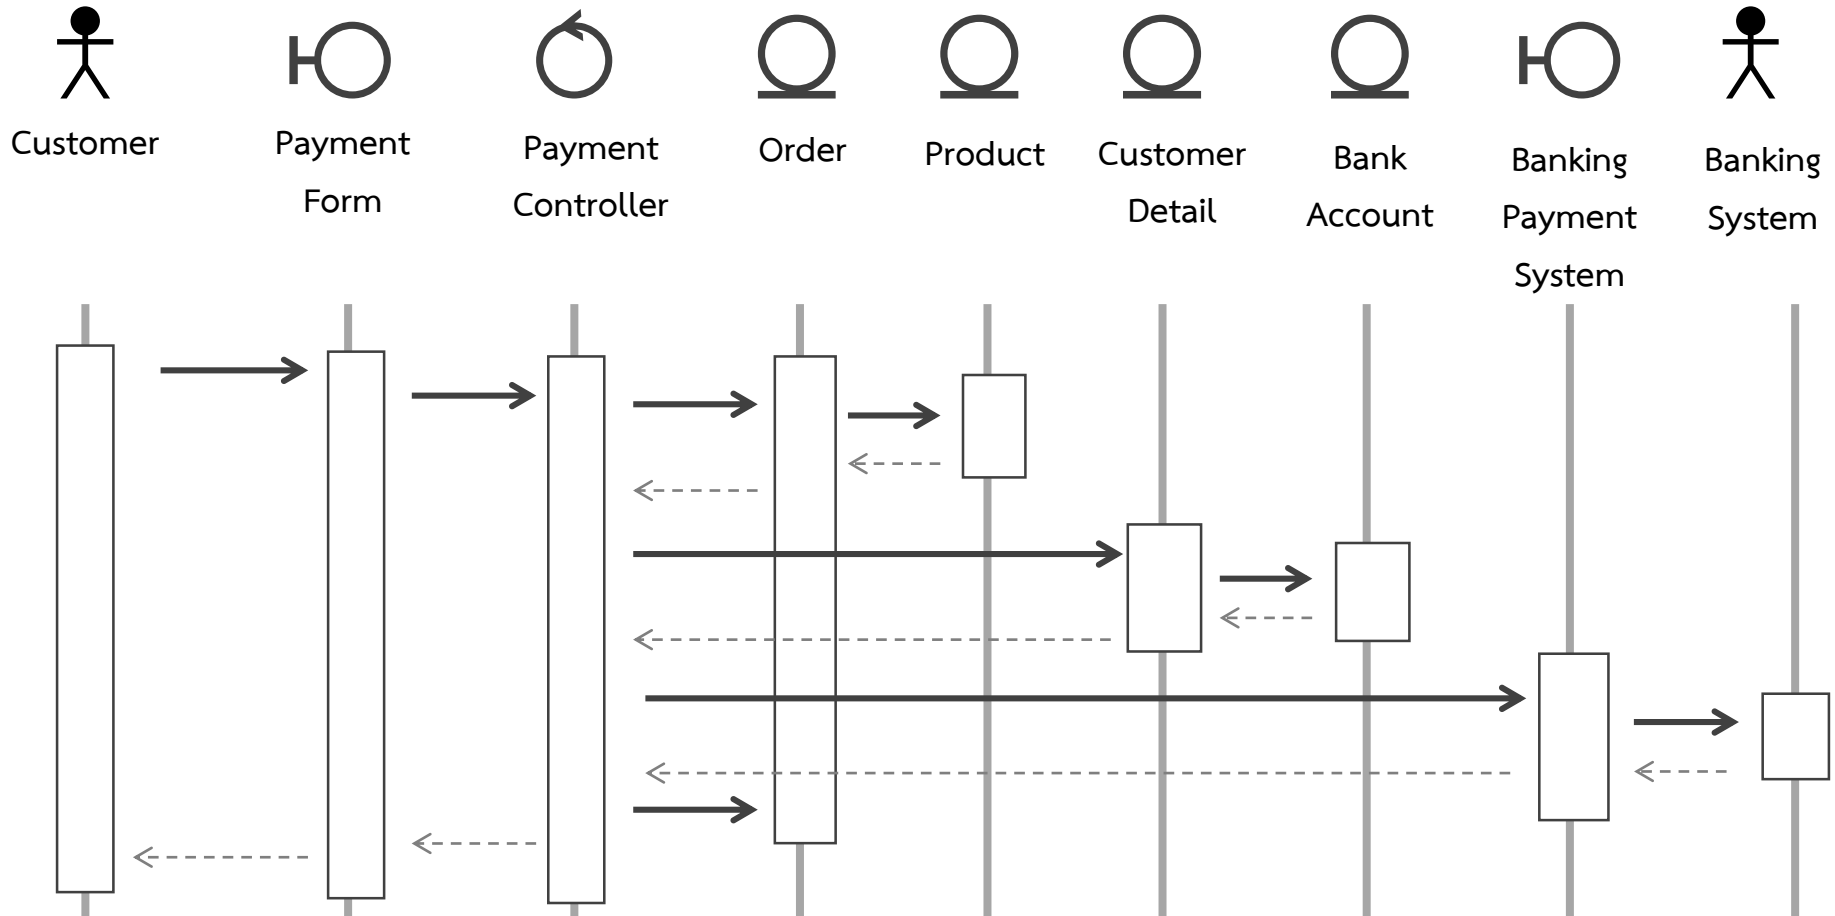 Customer
Payment
Form
Payment
Controller
Order
Product
Customer
Detail
Bank
Account
Banking
Payment
System
Banking
System